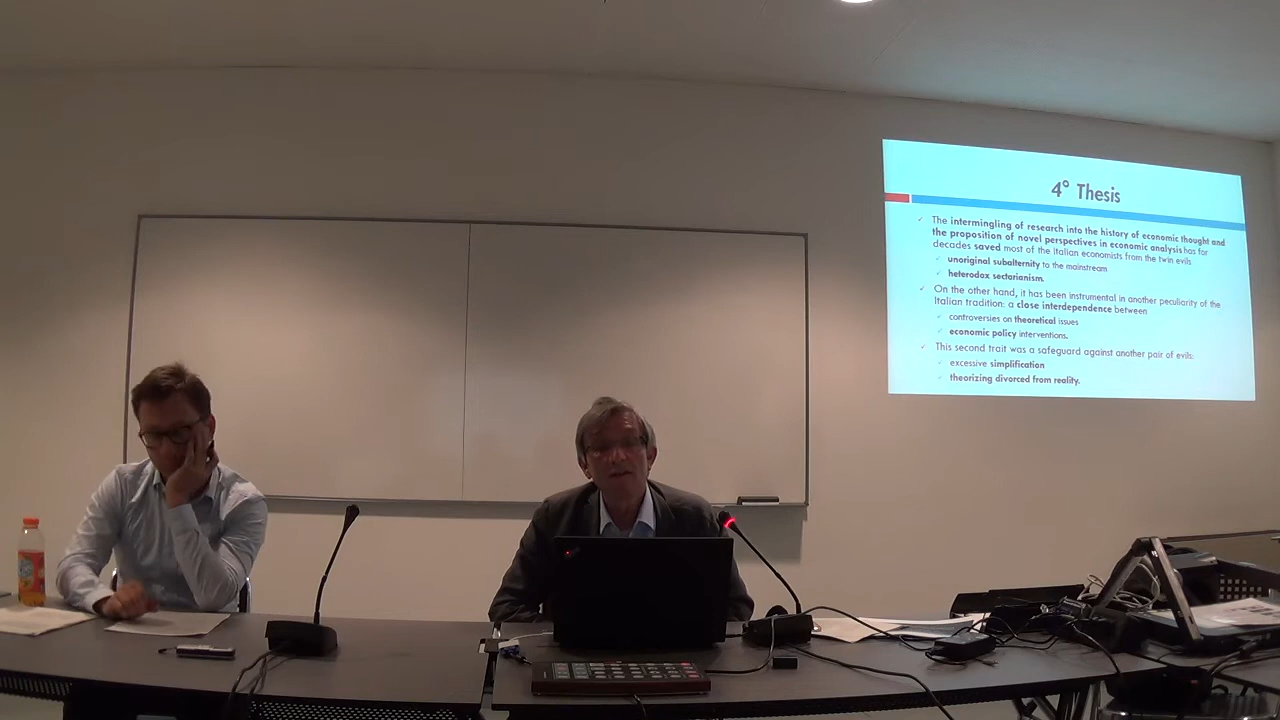 4° Thesis
The intermingling of research into the history of economic thought and
the proposition of novel perspectives in economic analysis has for
decades saved most of the Italian economists from the twin evils
unoriginal subalternity to the mainstream
heterodox sectarianism.
On the other hand, it has been instrumental in another peculiarity of the
Italian tradition: a close interdependence between
controversies on theoretical issues
economic policy interventions.
This second trait was a safeguard against another pair of evils:
excessive simplification
theorizing divorced from reality.